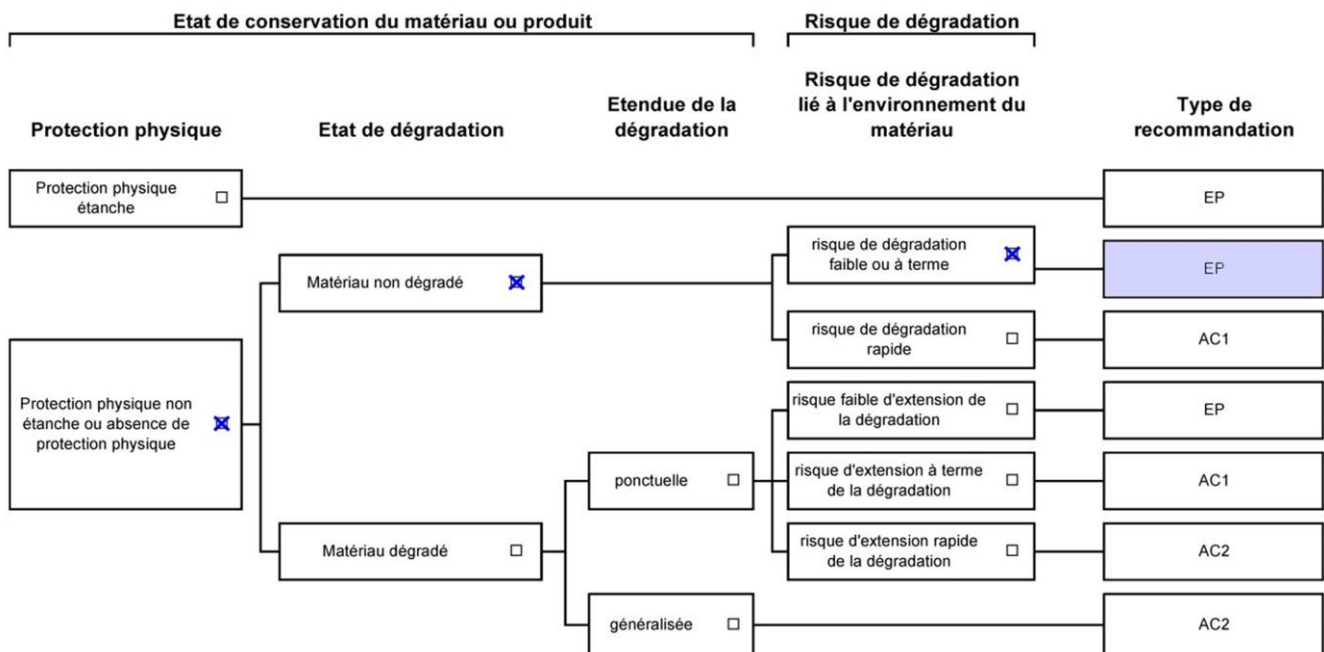 Etat de conservation du matériau ou produit
Risque de dégradation
Protection physique
Etat de dégradation
Etendue de la
dégradation
Risque de dégradation
lié à l'environnement du
matériau
Type de
recommandation
Protection physique
étanche
EP
risque de dégradation
faible ou à terme
EP
Matériau non dégradé
risque de dégradation
rapide
AC1
Protection physique non
étanche ou absence de
protection physique
risque faible d'extension de
la dégradation
EP
ponctuelle
risque d'extension à terme
de la dégradation
AC1
Matériau dégradé
risque d'extension rapide
de la dégradation
AC2
généralisée
AC2